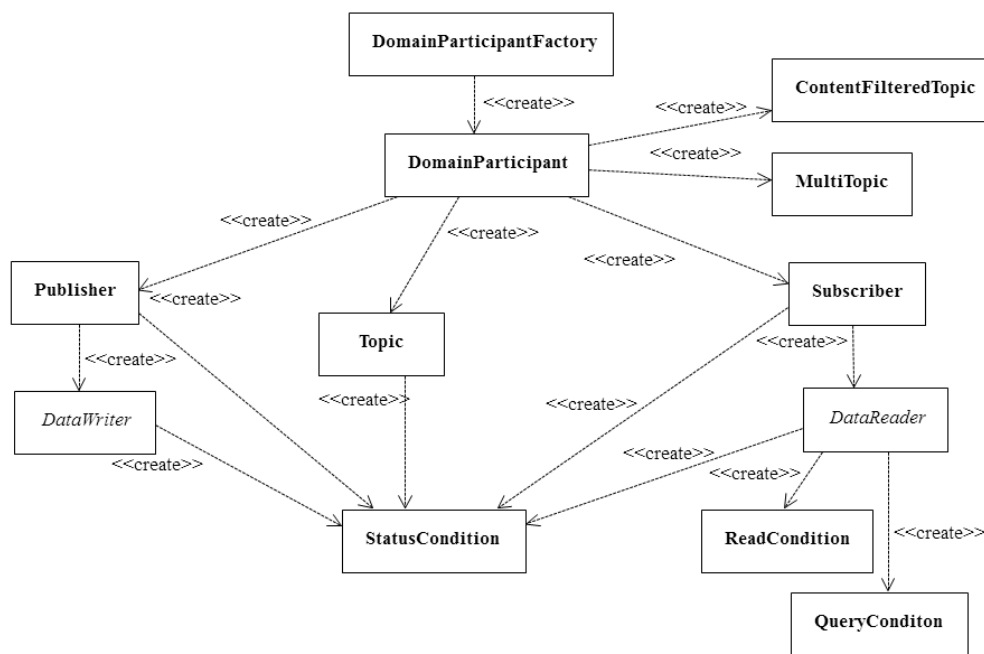 DomainParticipantFactory
<<create>>
ContentFilteredTopic
<<create>>
DomainParticipant
<<create>>
MultiTopic
<<create>>
<<create>>
<<create>>
Publisher
<<create>>
Subscriber
Topic
<<create>>
<<create>>
DataWriter
<<create>>
<<create>>
DataReader
<<create>>
<<create>>
<<create>>
StatusCondition
ReadCondition
<<create>>
QueryConditon